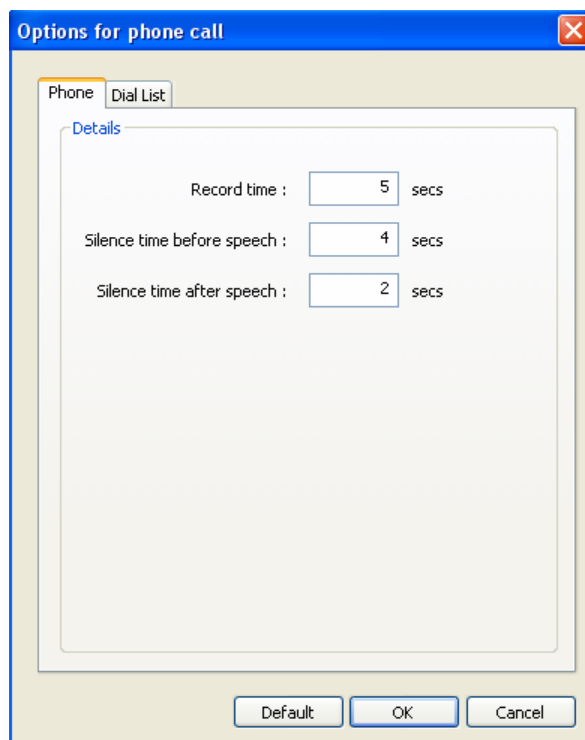 Options for phone call
Phone Dial List
Details
Record time : 5 secs
Silence time before speech : 4 secs
Silence time after speech : 2 secs
Default OK Cancel